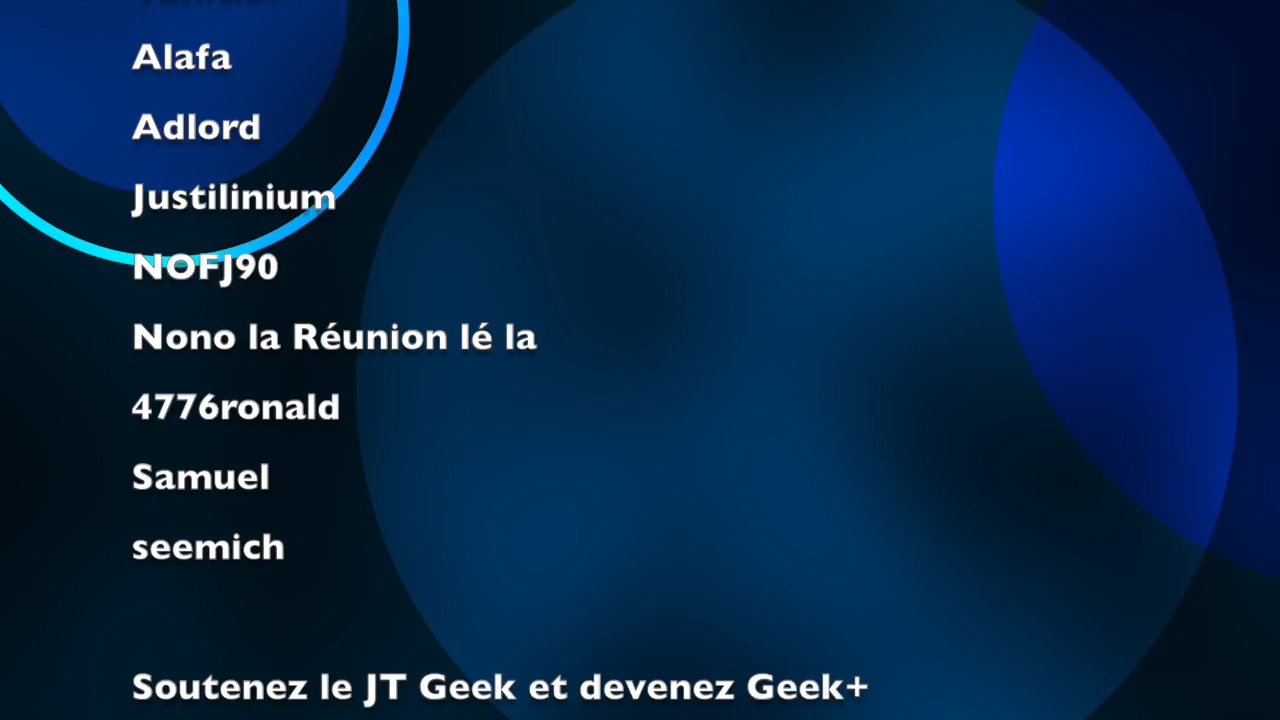 Alafa
Adlord
Justilinium
NOFJ90
Nono la Réunion lé la
4776ronald
Samuel
seemich
Soutenez le JT Geek et devenez Geek+